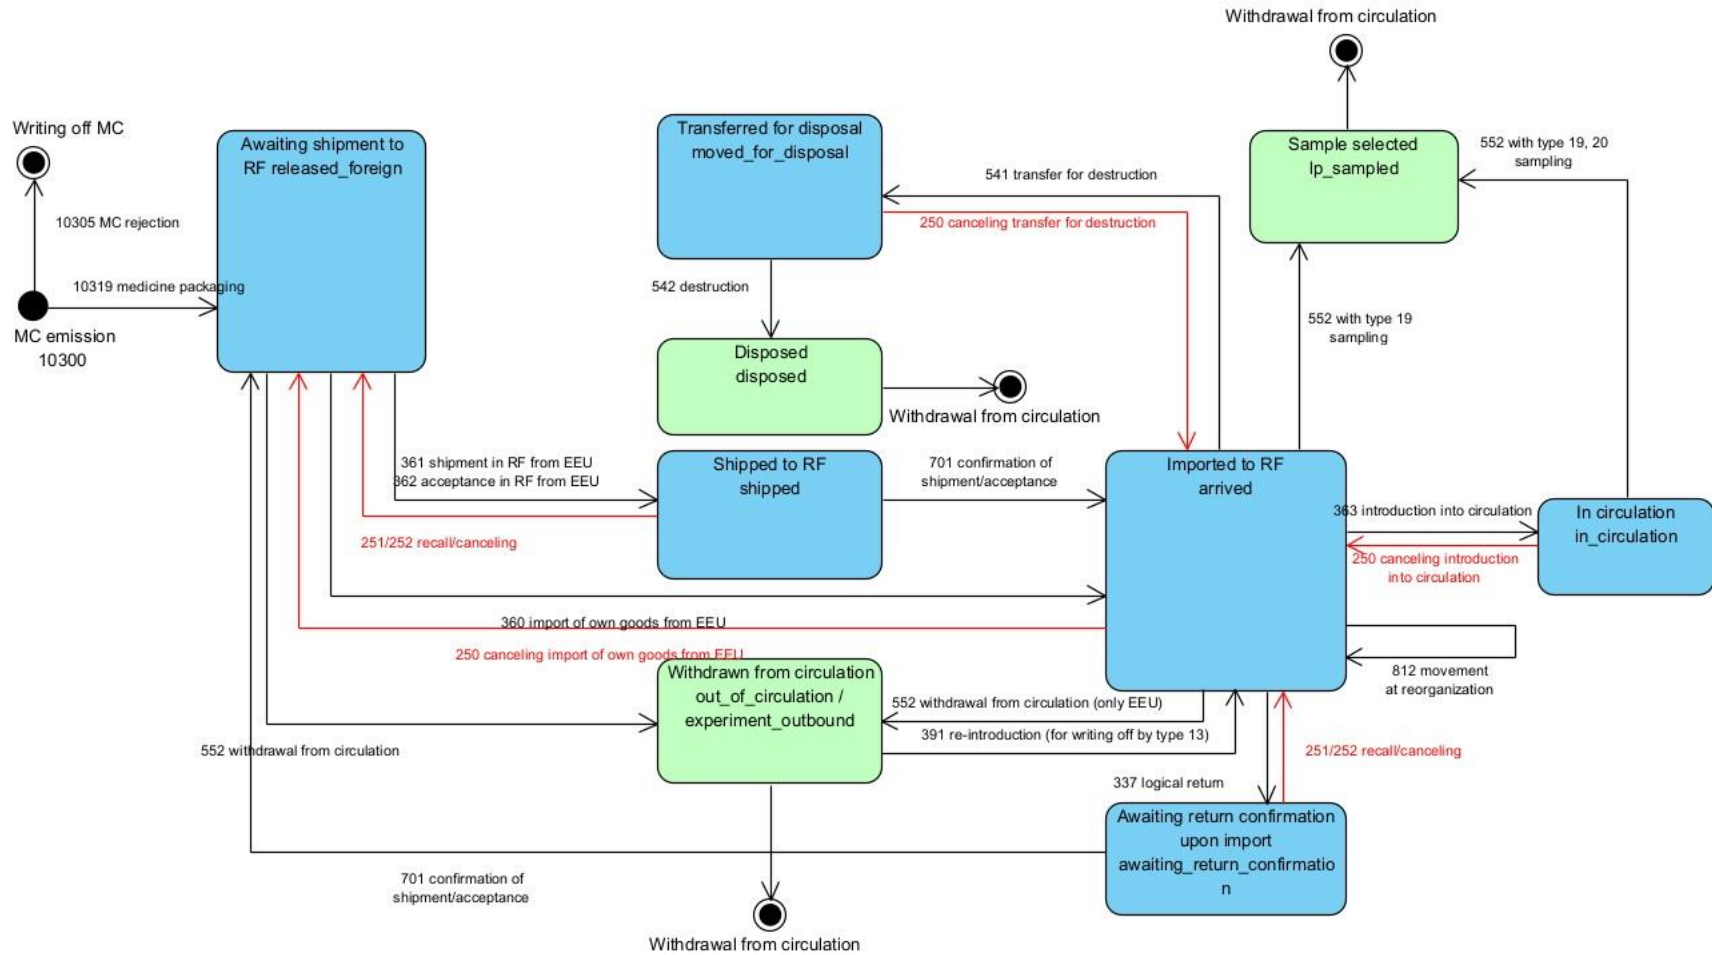 Withdrawal from circulation
Writing off MC
Awaiting shipment to
RF released_foreign
Transferred for disposal
moved_for_disposal
Sample selected
lp_sampled
552 with type 19, 20
sampling
541 transfer for destruction
250 canceling transfer for destruction
10305 MC rejection
10319 medicine packaging
MC emission
10300
542 destruction
552 with type 19
sampling
Disposed
disposed
Withdrawal from circulation
361 shipment in RF from EEU
362 acceptance in RF from EEU
Shipped to RF
shipped
701 confirmation of
shipment/acceptance
Imported to RF
arrived
363 introduction into circulation
In circulation
in_circulation
251/252 recall/canceling
250 canceling introduction
into circulation
360 import of own goods from EEU
250 canceling import of own goods from EEU
Withdrawn from circulation
out_of_circulation /
experiment_outbound
812 movement
at reorganization
552 withdrawal from circulation (only EEU)
391 re-introduction (for writing off by type 13)
552 withdrawal from circulation
251/252 recall/canceling
337 logical return
Awaiting return confirmation
upon import
awaiting_return_confirmatio
n
701 confirmation of
shipment/acceptance
Withdrawal from circulation